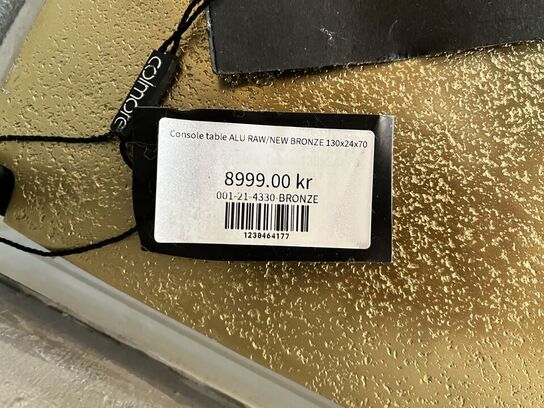 colmore
Console table ALU RAW/NEW BRONZE 130x24x70
8999.00 kr
001-21-4330-BRONZE
1230464177